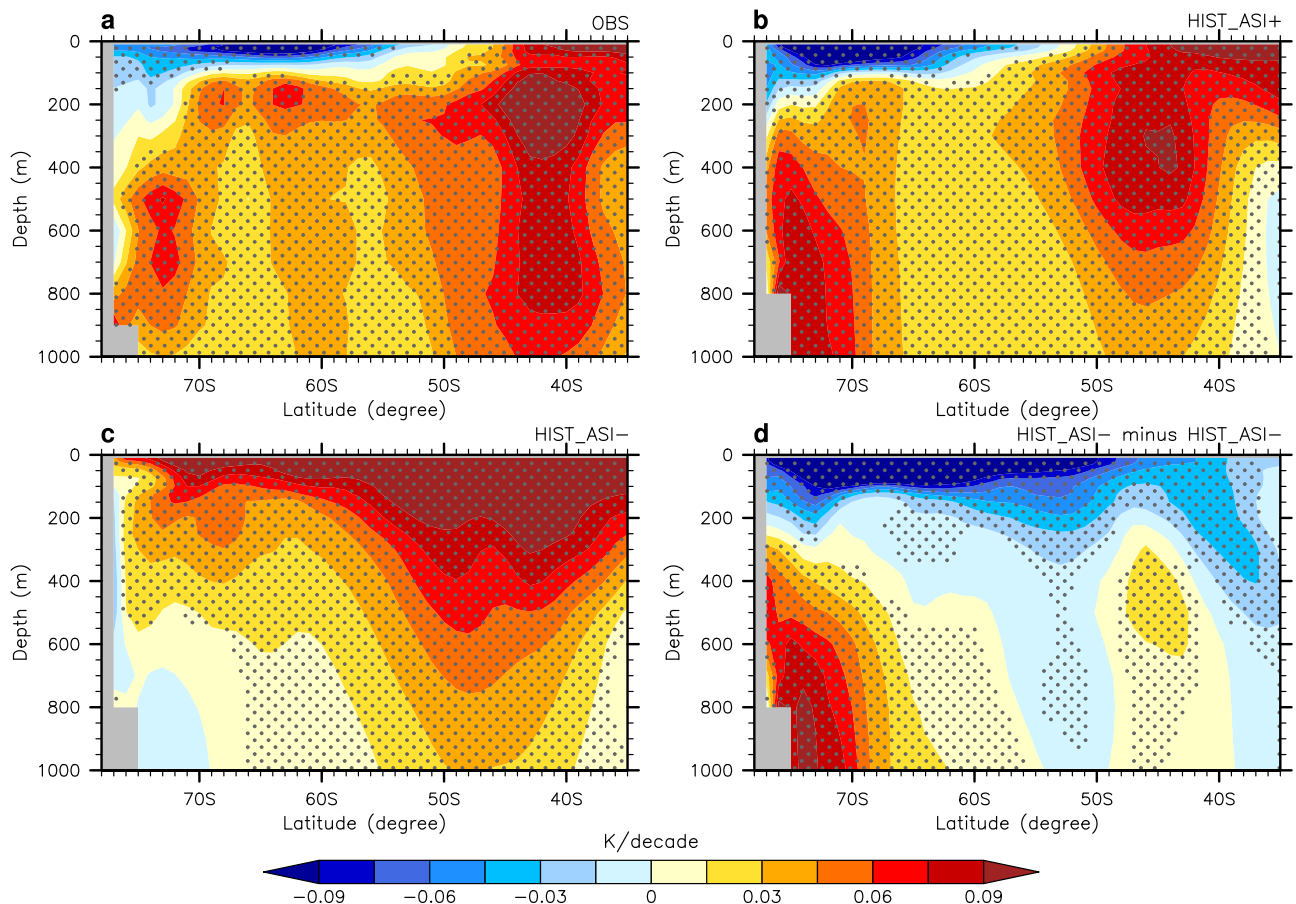 a OBS
0
200
400
600
800
1000
Depth (m)
70S 60S 50S 40S
Latitude (degree)
b HIST_ASI+
0
200
400
600
800
1000
Depth (m)
70S 60S 50S 40S
Latitude (degree)
c HIST_ASI−
0
200
400
600
800
1000
Depth (m)
70S 60S 50S 40S
Latitude (degree)
d HIST_ASI− minus HIST_ASI−
0
200
400
600
800
1000
Depth (m)
70S 60S 50S 40S
Latitude (degree)
K/decade
−0.09 −0.06 −0.03 0 0.03 0.06 0.09